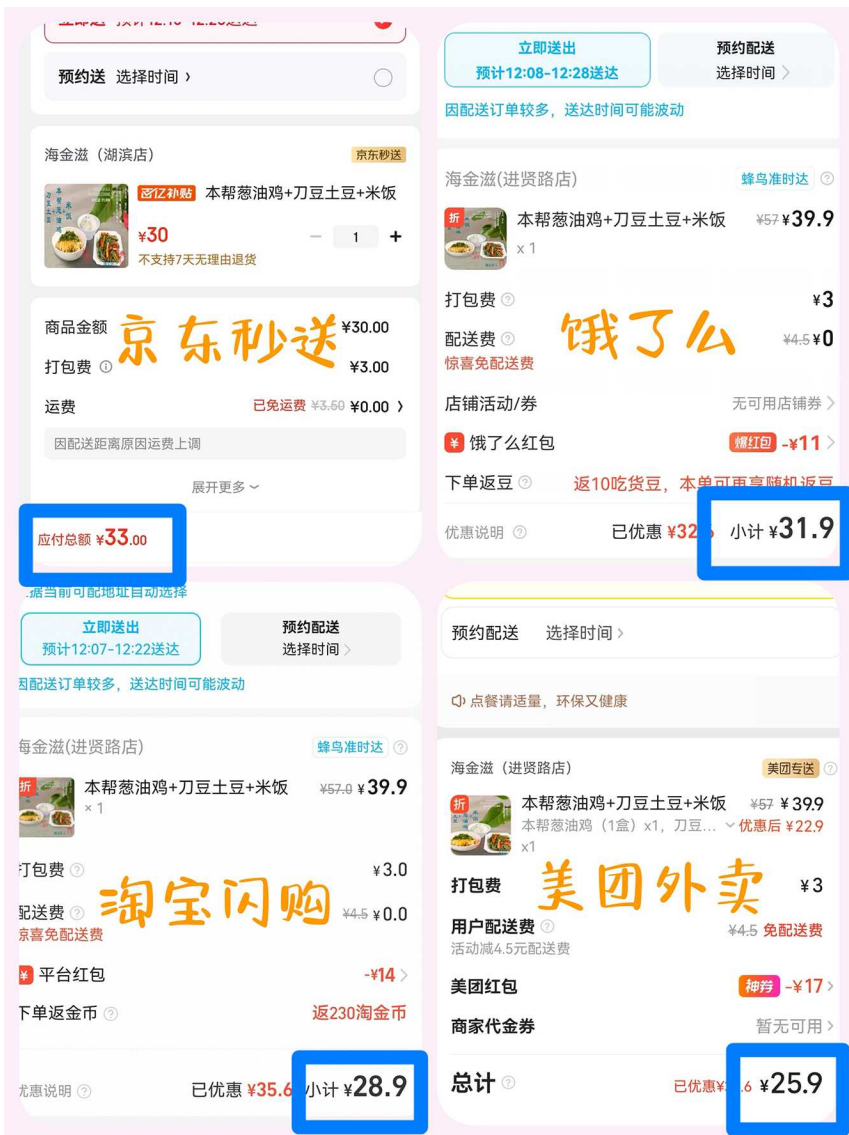 预约送 选择时间 >
海金滋（湖滨店）
京东秒送
百亿补贴 本帮葱油鸡+刀豆土豆+米饭
¥30
− 1 +
不支持7天无理由退货
商品金额 ¥30.00
京东秒送
打包费 ¥3.00
运费 已免运费 ¥3.50 ¥0.00 >
因配送距离原因运费上调
展开更多
应付总额 ¥33.00
立即送出
预计12:08-12:28送达
预约配送
选择时间 >
因配送订单较多，送达时间可能波动
海金滋(进贤路店)
蜂鸟准时达 ?
折 本帮葱油鸡+刀豆土豆+米饭 ¥57 ¥39.9
x 1
打包费 ? ¥3
饿了么
配送费 ? ¥4.5 ¥0
惊喜免配送费
店铺活动/券 无可用店铺券 >
¥ 饿了么红包 爆红包 -¥11 >
下单返豆 ? 返10吃货豆，本单可再享随机返豆
优惠说明 ? 已优惠 ¥32.6 小计 ¥31.9
据当前可配地址自动选择
立即送出
预计12:07-12:22送达
预约配送
选择时间 >
因配送订单较多，送达时间可能波动
海金滋(进贤路店)
蜂鸟准时达 ?
折 本帮葱油鸡+刀豆土豆+米饭 ¥57.0 ¥39.9
× 1
打包费 ? ¥3.0
淘宝闪购
配送费 ? ¥4.5 ¥0.0
惊喜免配送费
¥ 平台红包 -¥14 >
下单返金币 ? 返230淘金币
优惠说明 ? 已优惠 ¥35.6 小计 ¥28.9
预约配送 选择时间 >
点餐请适量，环保又健康
海金滋（进贤路店）
美团专送 ?
折 本帮葱油鸡+刀豆土豆+米饭 ¥57 ¥39.9
本帮葱油鸡（1盒）x1，刀豆... 优惠后 ¥22.9
x1
美团外卖
打包费 ¥3
用户配送费 ? ¥4.5 免配送费
活动减4.5元配送费
美团红包 神券 -¥17 >
商家代金券 暂无可用 >
总计 ? 已优惠¥ .6 ¥25.9